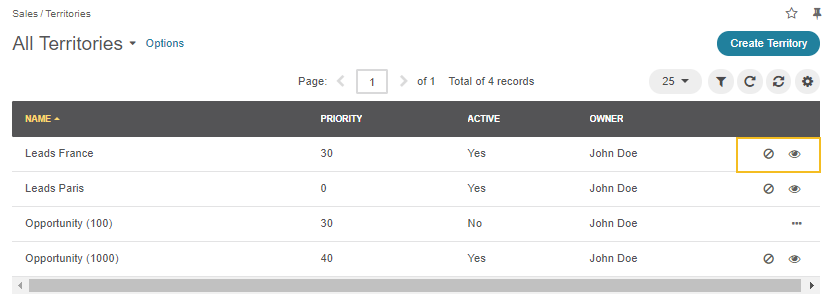 Sales / Territories
All Territories Options Create Territory
Page: 1 of 1 Total of 4 records 25
NAME PRIORITY ACTIVE OWNER
Leads France 30 Yes John Doe
Leads Paris 0 Yes John Doe
Opportunity (100) 30 No John Doe
Opportunity (1000) 40 Yes John Doe